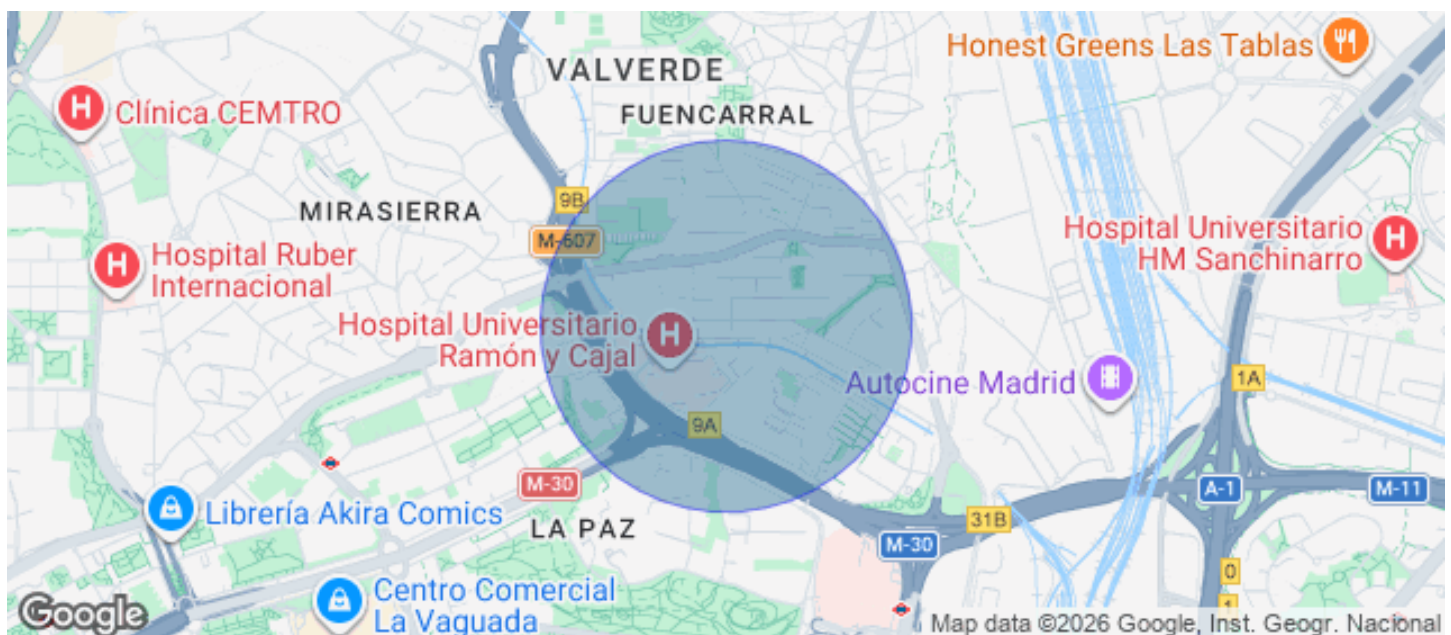 Honest Greens Las Tablas
VALVERDE
Clínica CEMTRO
FUENCARRAL
9B
MIRASIERRA
M-607
Hospital Universitario
HM Sanchinarro
Hospital Ruber
Internacional
Hospital Universitario
Ramón y Cajal
Autocine Madrid
1A
9A
M-30
A-1
M-11
Librería Akira Comics
LA PAZ
31B
M-30
0
1
Centro Comercial
La Vaguada
Google
Map data ©2026 Google, Inst. Geogr. Nacional